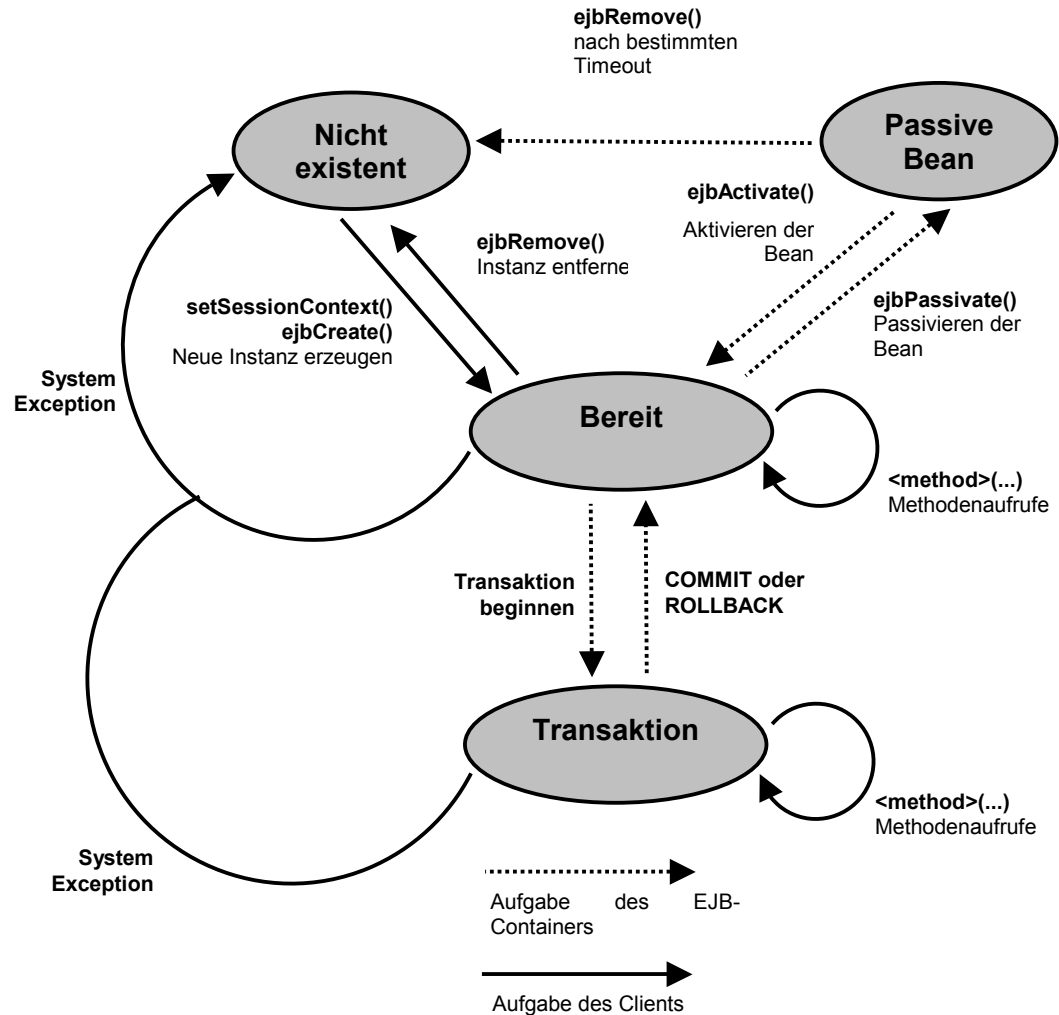 ejbRemove()
nach bestimmten
Timeout
Nicht
existent
Passive
Bean
ejbActivate()
Aktivieren der
Bean
ejbRemove()
Instanz entferne
setSessionContext()
ejbCreate()
Neue Instanz erzeugen
ejbPassivate()
Passivieren der
Bean
System
Exception
Bereit
<method>(...)
Methodenaufrufe
Transaktion
beginnen
COMMIT oder
ROLLBACK
Transaktion
<method>(...)
Methodenaufrufe
System
Exception
Aufgabe des EJB-
Containers
Aufgabe des Clients